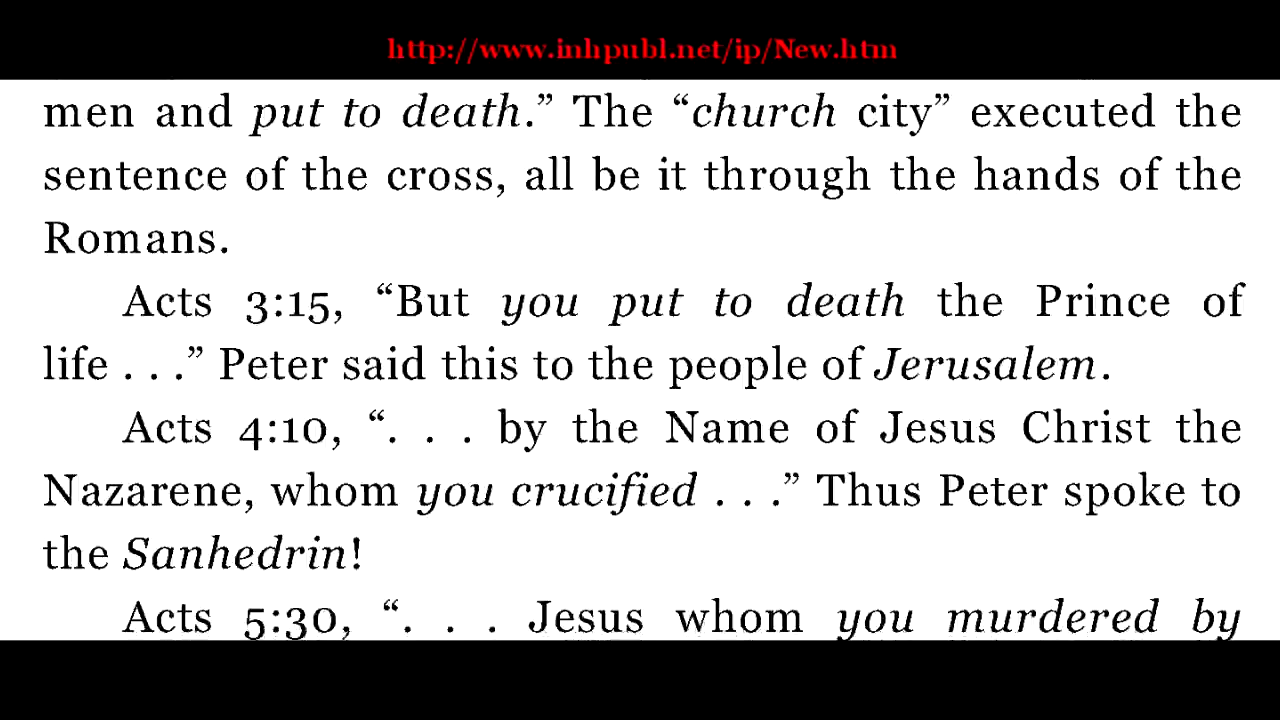 http://www.inhpubl.net/ip/New.htm
men and put to death.” The “church city” executed the
sentence of the cross, all be it through the hands of the
Romans.
Acts 3:15, “But you put to death the Prince of
life . . .” Peter said this to the people of Jerusalem.
Acts 4:10, “. . . by the Name of Jesus Christ the
Nazarene, whom you crucified . . .” Thus Peter spoke to
the Sanhedrin!
Acts 5:30, “. . . Jesus whom you murdered by